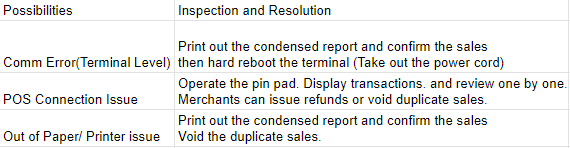 Possibilities Inspection and Resolution
Print out the condensed report and confirm the sales
Comm Error(Terminal Level) then hard reboot the terminal (Take out the power cord)
Operate the pin pad. Display transactions. and review one by one.
POS Connection Issue Merchants can issue refunds or void duplicate sales.
Print out the condensed report and confirm the sales
Out of Paper/ Printer issue Void the duplicate sales.